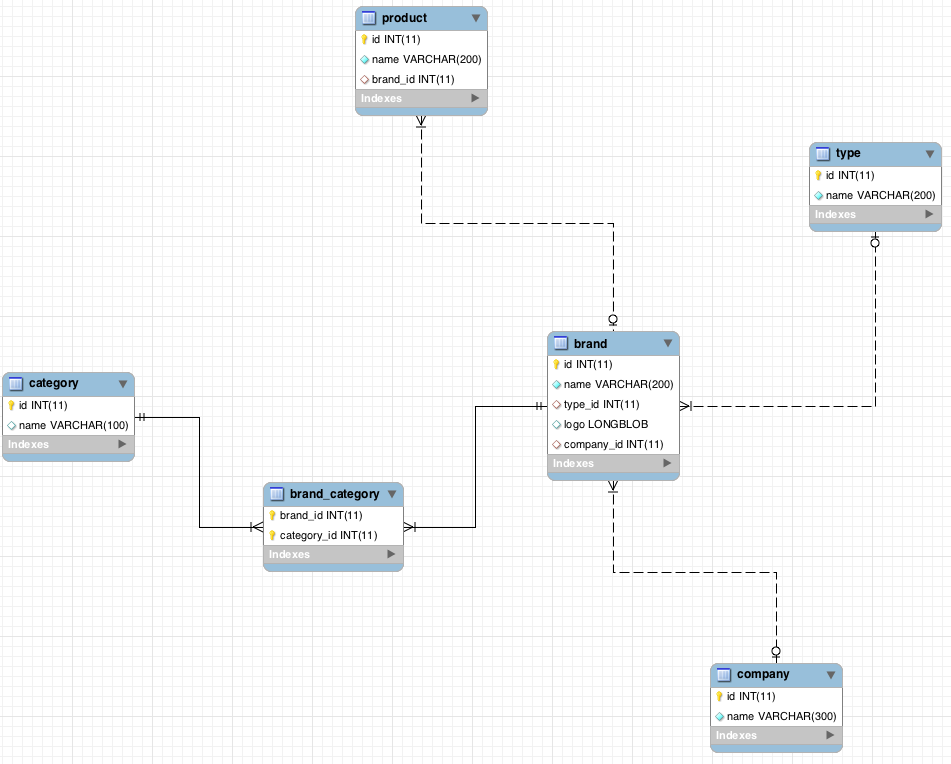 product
id INT(11)
name VARCHAR(200)
brand_id INT(11)
Indexes
type
id INT(11)
name VARCHAR(200)
Indexes
brand
id INT(11)
name VARCHAR(200)
type_id INT(11)
logo LONGBLOB
company_id INT(11)
Indexes
category
id INT(11)
name VARCHAR(100)
Indexes
brand_category
brand_id INT(11)
category_id INT(11)
Indexes
company
id INT(11)
name VARCHAR(300)
Indexes